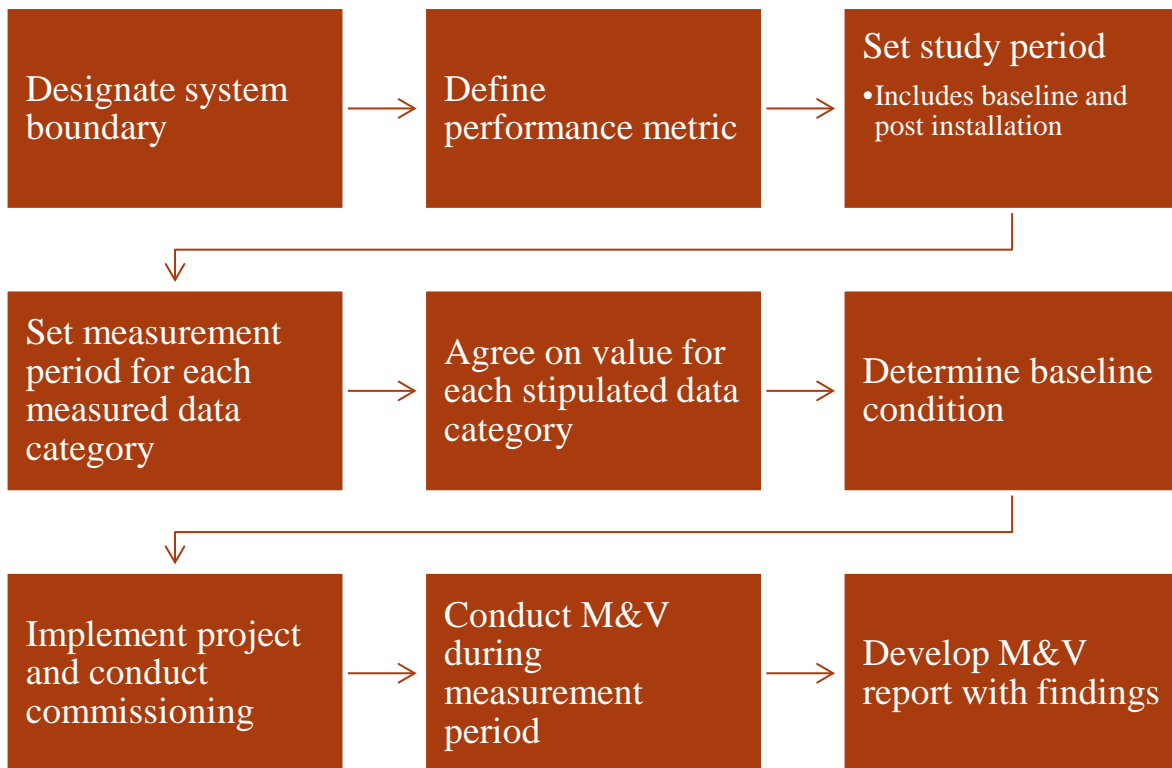 Designate system
boundary
Define
performance metric
Set study period
•Includes baseline and
post installation
Set measurement
period for each
measured data
category
Agree on value for
each stipulated data
category
Determine baseline
condition
Implement project
and conduct
commissioning
Conduct M&V
during
measurement
period
Develop M&V
report with findings